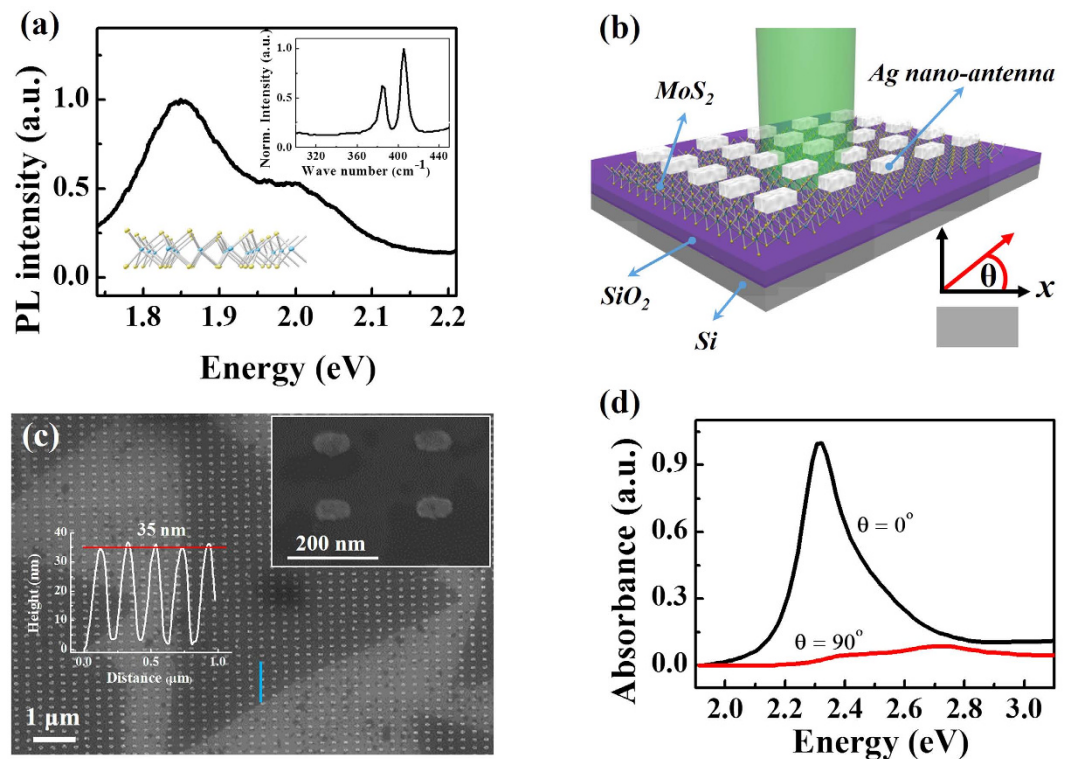 (a)
PL intensity (a.u.)
1.0
0.5
0.0
1.8 1.9 2.0 2.1 2.2
Energy (eV)
Norm. Intensity (a.u.)
1.0
0.5
0.0
320 360 400 440
Wave number (cm⁻¹)
(b)
MoS₂
Ag nano-antenna
SiO₂
Si
θ
x
(c)
35 nm
Height (nm)
40
30
20
10
0
0.0 0.5 1.0
Distance (μm)
200 nm
1 μm
(d)
Absorbance (a.u.)
0.9
0.6
0.3
0.0
θ = 0°
θ = 90°
2.0 2.2 2.4 2.6 2.8 3.0
Energy (eV)